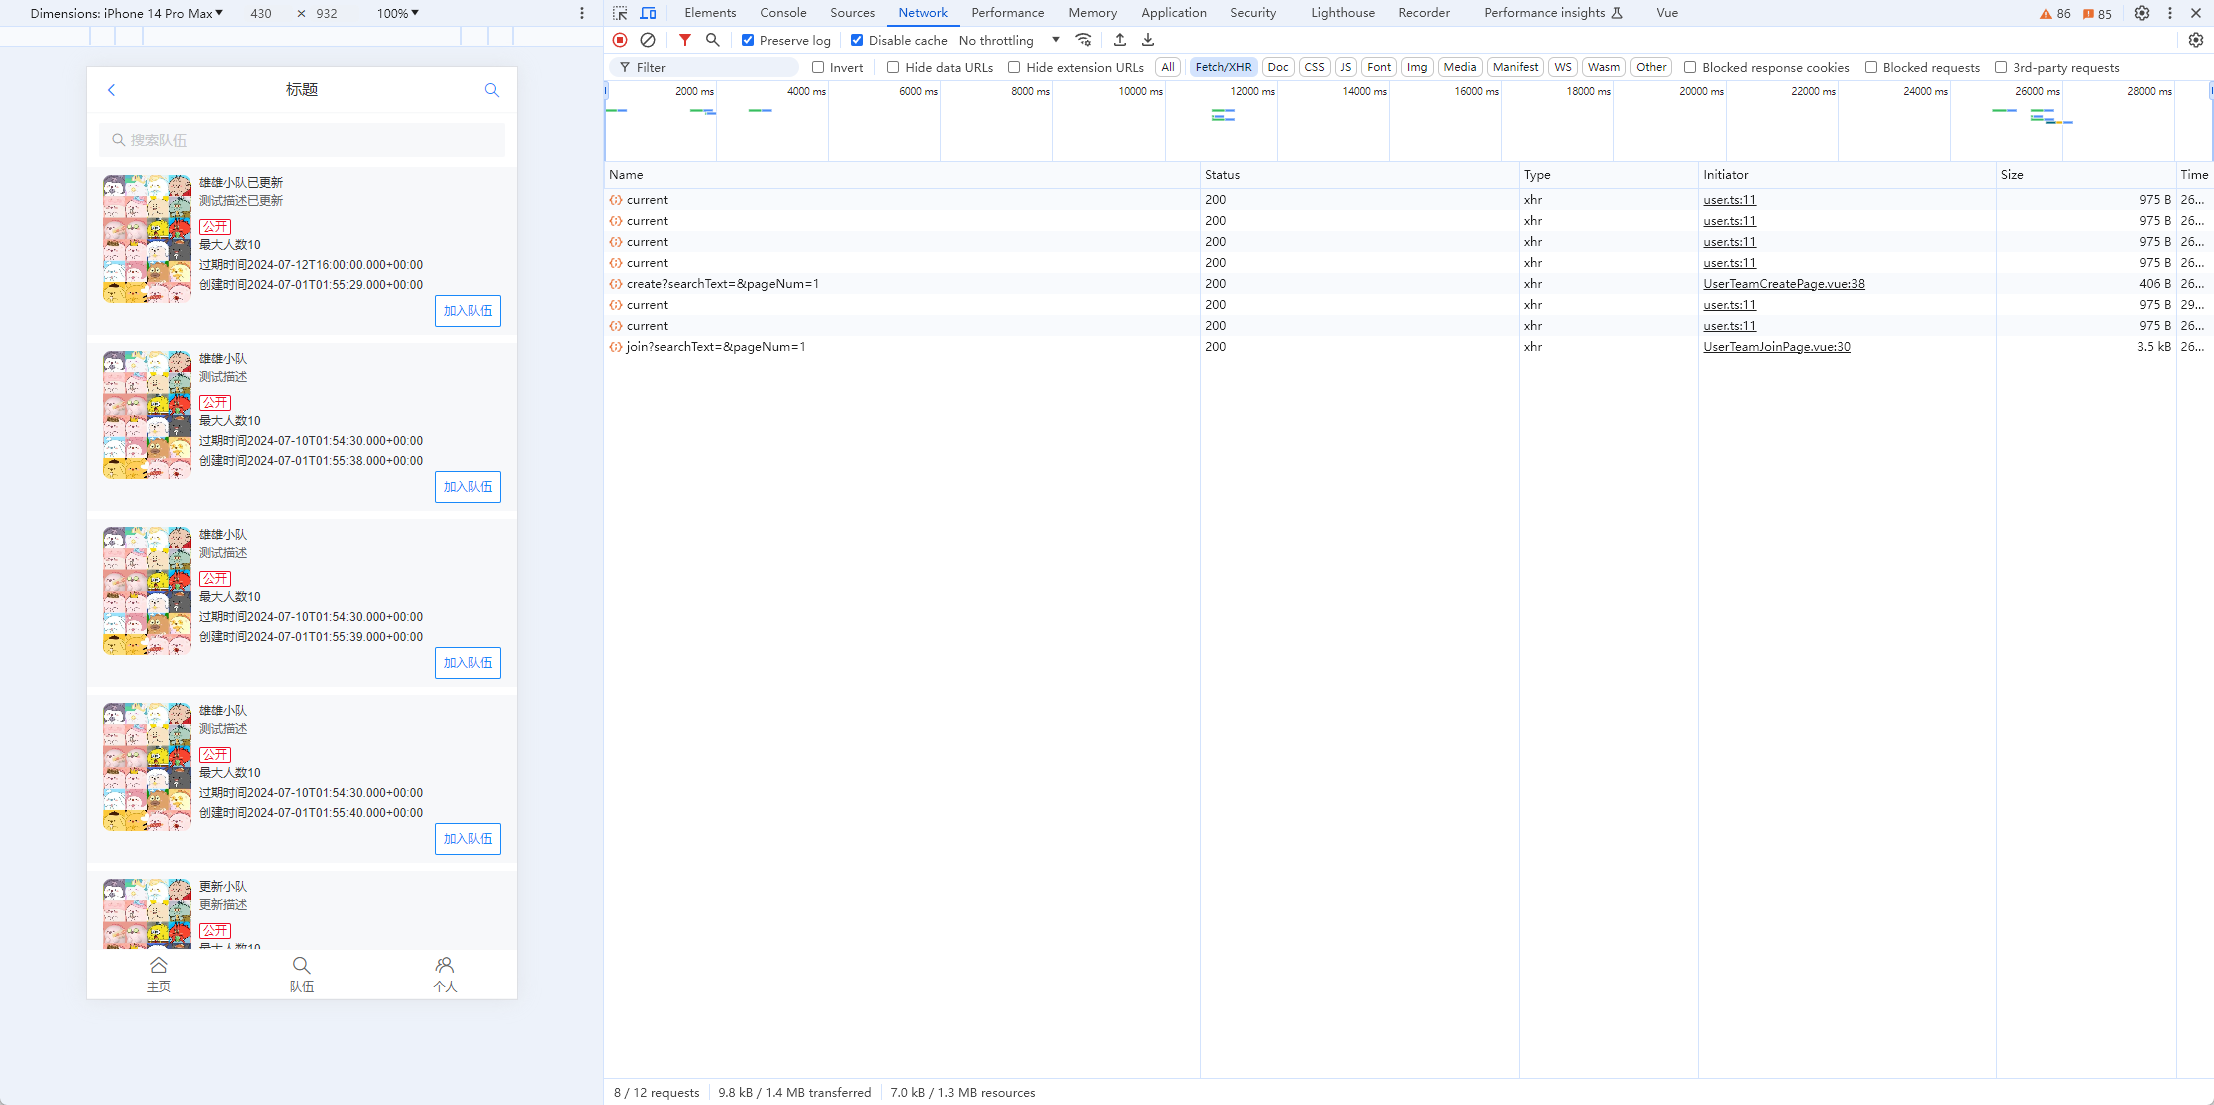 Dimensions: iPhone 14 Pro Max ▼ 430 × 932 100% ▼
标题
搜索队伍
雄雄小队已更新
测试描述已更新
公开
最大人数10
过期时间2024-07-12T16:00:00.000+00:00
创建时间2024-07-01T01:55:29.000+00:00
加入队伍
雄雄小队
测试描述
公开
最大人数10
过期时间2024-07-10T01:54:30.000+00:00
创建时间2024-07-01T01:55:38.000+00:00
加入队伍
雄雄小队
测试描述
公开
最大人数10
过期时间2024-07-10T01:54:30.000+00:00
创建时间2024-07-01T01:55:39.000+00:00
加入队伍
雄雄小队
测试描述
公开
最大人数10
过期时间2024-07-10T01:54:30.000+00:00
创建时间2024-07-01T01:55:40.000+00:00
加入队伍
更新小队
更新描述
公开
最大人数10
主页 队伍 个人
Elements Console Sources Network Performance Memory Application Security Lighthouse Recorder Performance insights Vue 86 85
Preserve log Disable cache No throttling
Filter Invert Hide data URLs Hide extension URLs All Fetch/XHR Doc CSS JS Font Img Media Manifest WS Wasm Other Blocked response cookies Blocked requests 3rd-party requests
2000 ms 4000 ms 6000 ms 8000 ms 10000 ms 12000 ms 14000 ms 16000 ms 18000 ms 20000 ms 22000 ms 24000 ms 26000 ms 28000 ms
Name Status Type Initiator Size Time
current 200 xhr user.ts:11 975 B 26...
current 200 xhr user.ts:11 975 B 26...
current 200 xhr user.ts:11 975 B 26...
current 200 xhr user.ts:11 975 B 26...
create?searchText=&pageNum=1 200 xhr UserTeamCreatePage.vue:38 406 B 26...
current 200 xhr user.ts:11 975 B 29...
current 200 xhr user.ts:11 975 B 26...
join?searchText=&pageNum=1 200 xhr UserTeamJoinPage.vue:30 3.5 kB 26...
8 / 12 requests 9.8 kB / 1.4 MB transferred 7.0 kB / 1.3 MB resources